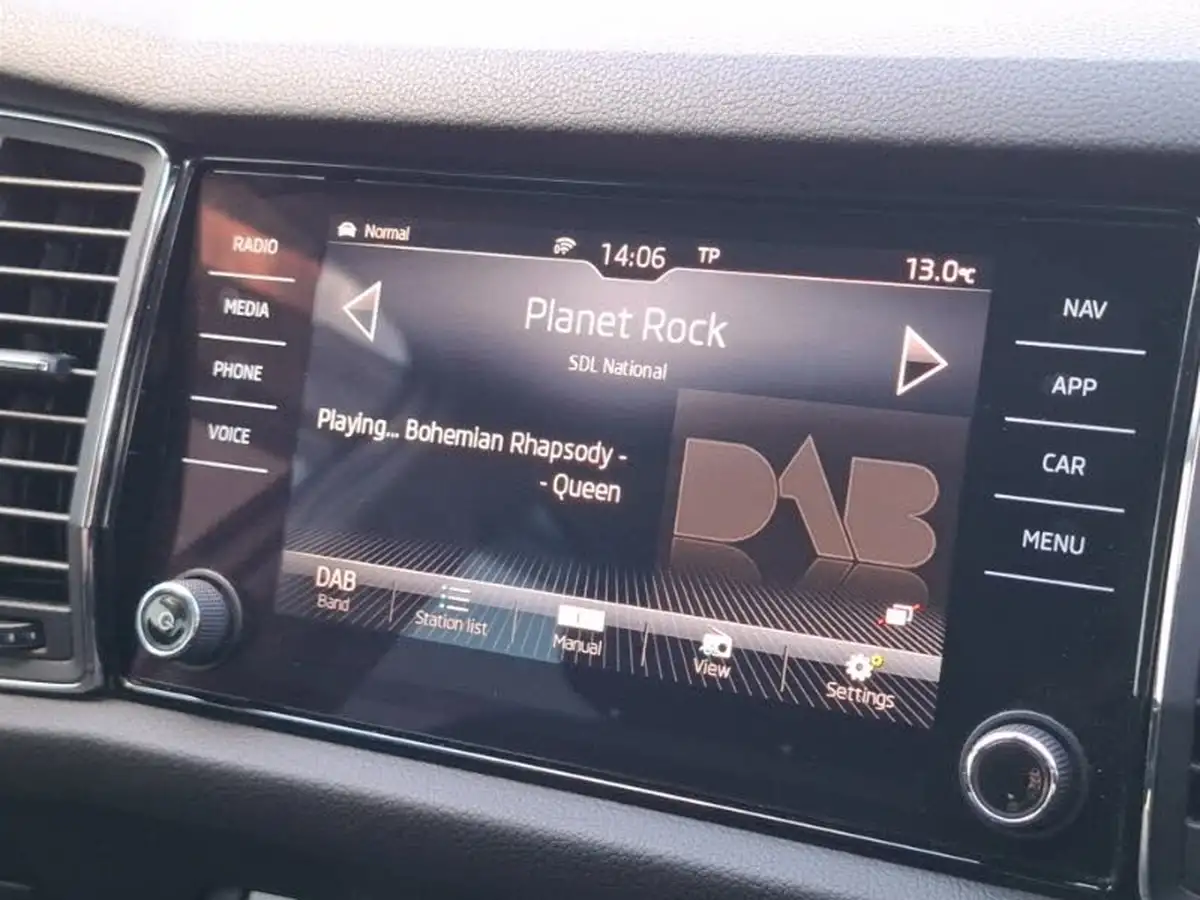 Normal
14:06 TP
13.0°C
RADIO
MEDIA
PHONE
VOICE
Planet Rock
SDL National
Playing... Bohemian Rhapsody -
- Queen
DAB
DAB
Band
Station list
Manual
View
Settings
NAV
APP
CAR
MENU